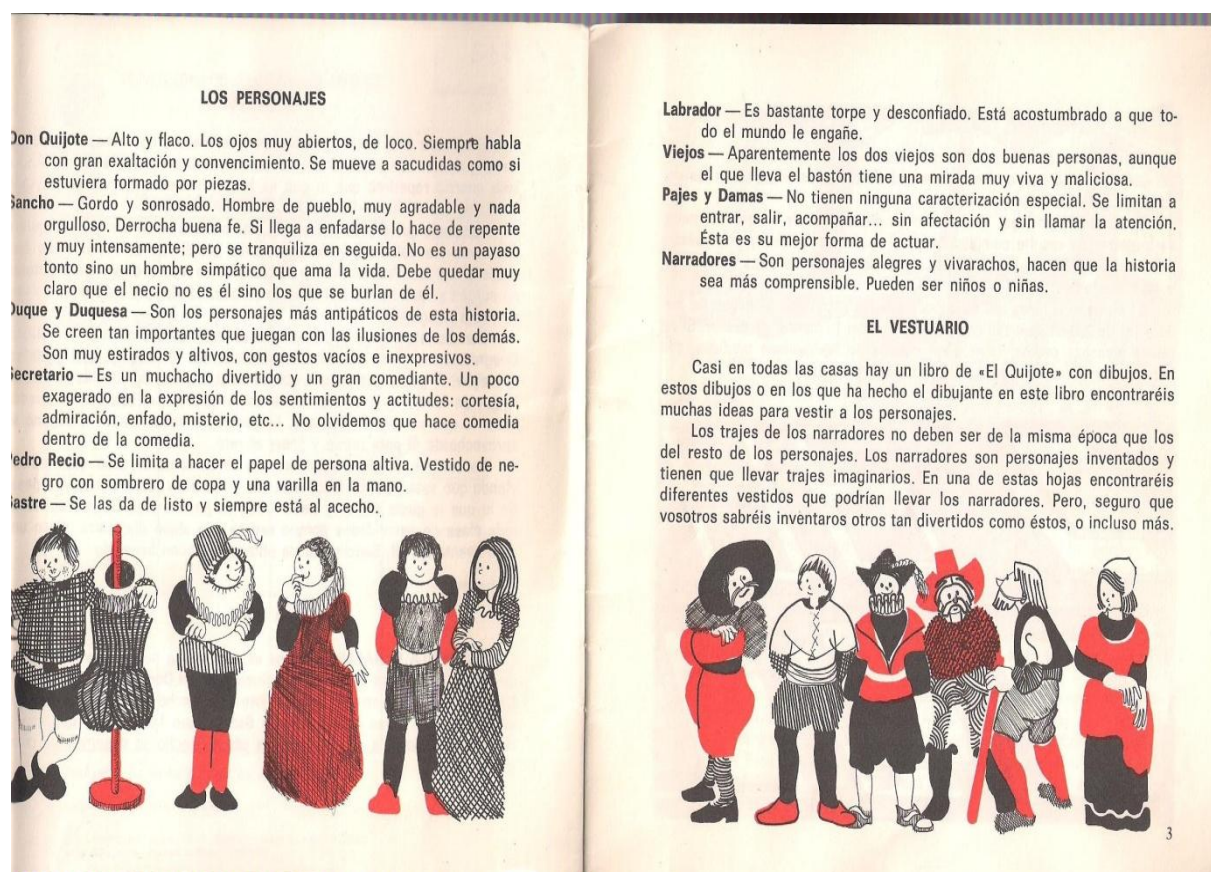 LOS PERSONAJES
Don Quijote — Alto y flaco. Los ojos muy abiertos, de loco. Siempre habla
con gran exaltación y convencimiento. Se mueve a sacudidas como si
estuviera formado por piezas.
Sancho — Gordo y sonrosado. Hombre de pueblo, muy agradable y nada
orgulloso. Derrocha buena fe. Si llega a enfadarse lo hace de repente
y muy intensamente; pero se tranquiliza en seguida. No es un payaso
tonto sino un hombre simpático que ama la vida. Debe quedar muy
claro que el necio no es él sino los que se burlan de él.
Duque y Duquesa — Son los personajes más antipáticos de esta historia.
Se creen tan importantes que juegan con las ilusiones de los demás.
Son muy estirados y altivos, con gestos vacíos e inexpresivos.
Secretario — Es un muchacho divertido y un gran comediante. Un poco
exagerado en la expresión de los sentimientos y actitudes: cortesía,
admiración, enfado, misterio, etc... No olvidemos que hace comedia
dentro de la comedia.
Pedro Recio — Se limita a hacer el papel de persona altiva. Vestido de ne-
gro con sombrero de copa y una varilla en la mano.
Sastre — Se las da de listo y siempre está al acecho.
Labrador — Es bastante torpe y desconfiado. Está acostumbrado a que to-
do el mundo le engañe.
Viejos — Aparentemente los dos viejos son dos buenas personas, aunque
el que lleva el bastón tiene una mirada muy viva y maliciosa.
Pajes y Damas — No tienen ninguna caracterización especial. Se limitan a
entrar, salir, acompañar... sin afectación y sin llamar la atención.
Ésta es su mejor forma de actuar.
Narradores — Son personajes alegres y vivarachos, hacen que la historia
sea más comprensible. Pueden ser niños o niñas.
EL VESTUARIO
Casi en todas las casas hay un libro de «El Quijote» con dibujos. En
estos dibujos o en los que ha hecho el dibujante en este libro encontraréis
muchas ideas para vestir a los personajes.
Los trajes de los narradores no deben ser de la misma época que los
del resto de los personajes. Los narradores son personajes inventados y
tienen que llevar trajes imaginarios. En una de estas hojas encontraréis
diferentes vestidos que podrían llevar los narradores. Pero, seguro que
vosotros sabréis inventaros otros tan divertidos como éstos, o incluso más.
3